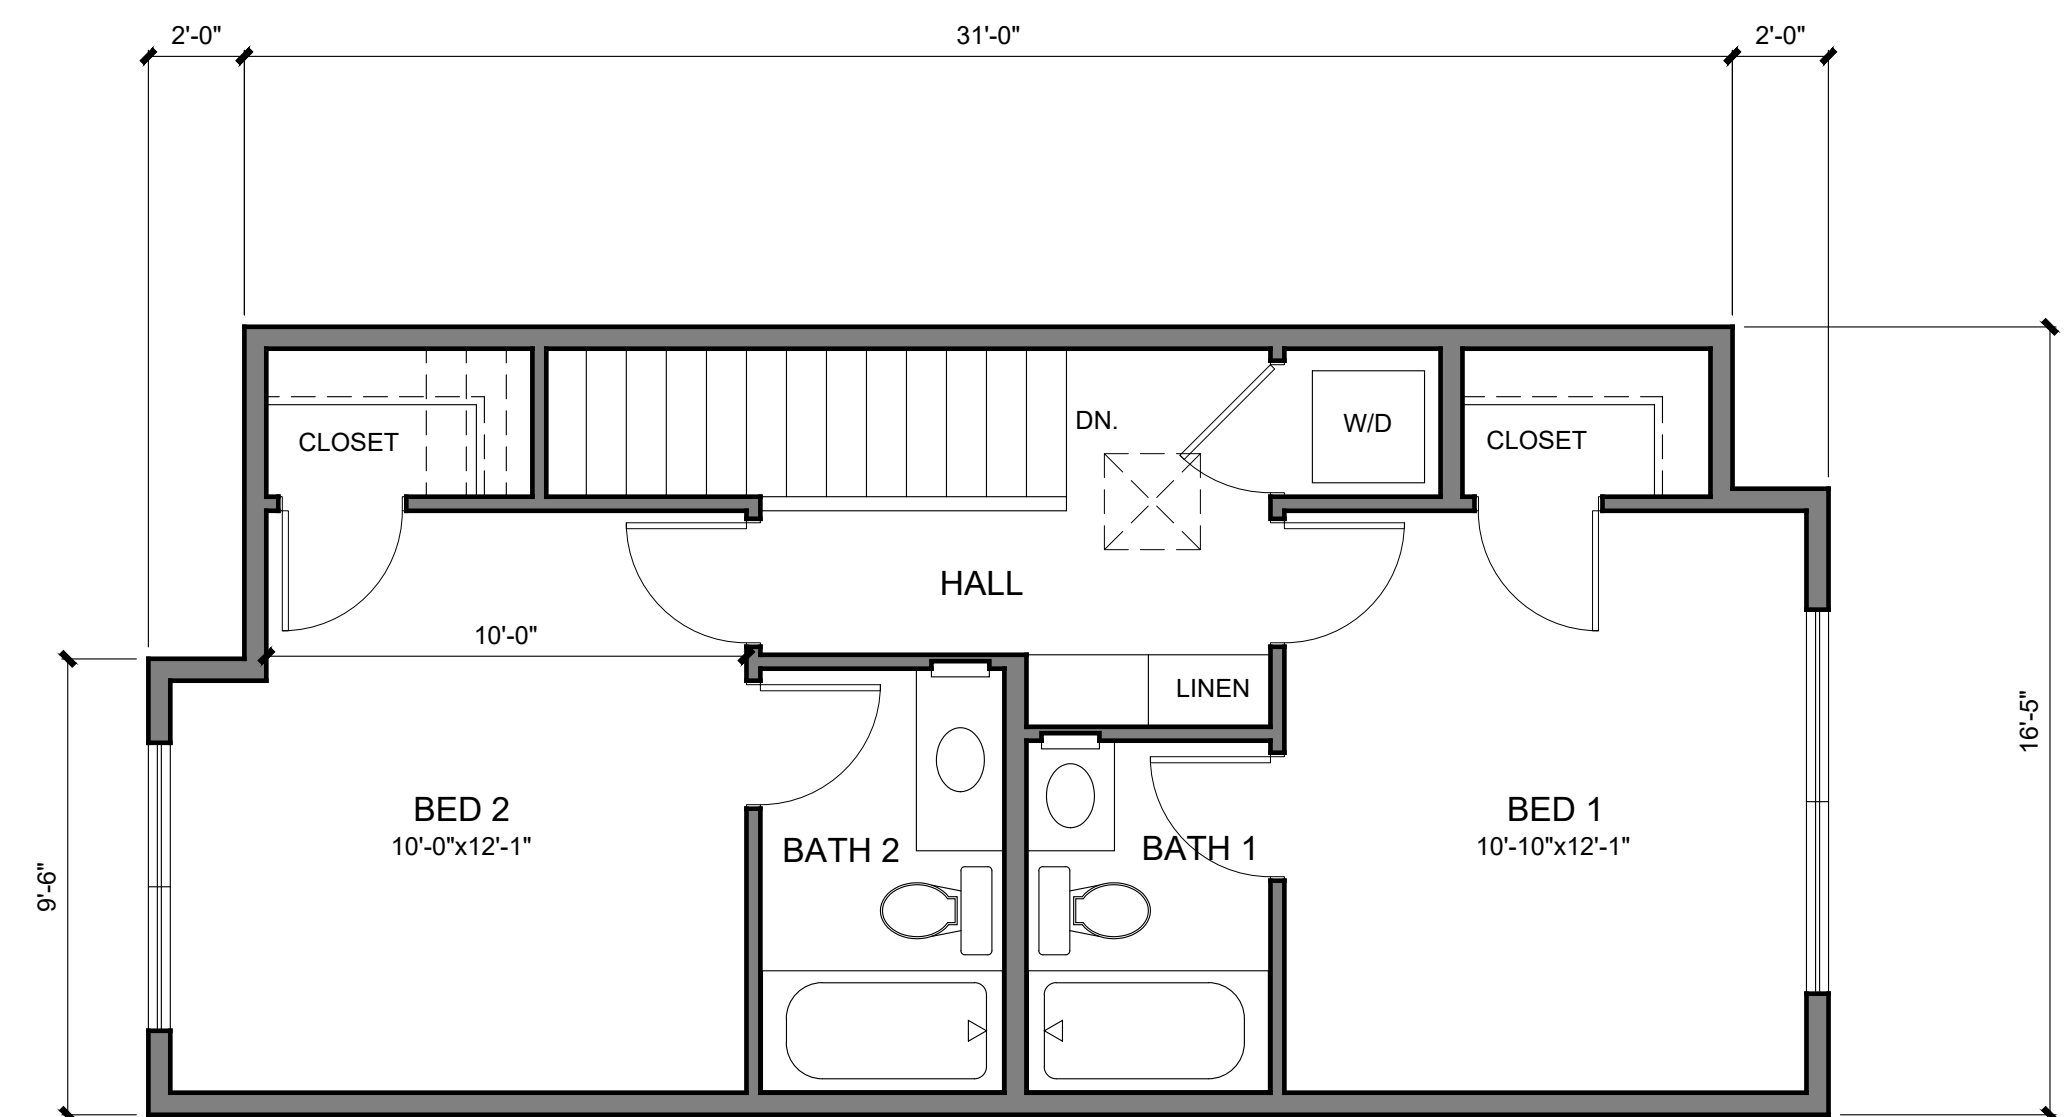 2'-0"
31'-0"
2'-0"
CLOSET
DN.
W/D
CLOSET
HALL
10'-0"
LINEN
16'-5"
BED 2
10'-0"x12'-1"
BATH 2
BATH 1
BED 1
10'-10"x12'-1"
9'-6"